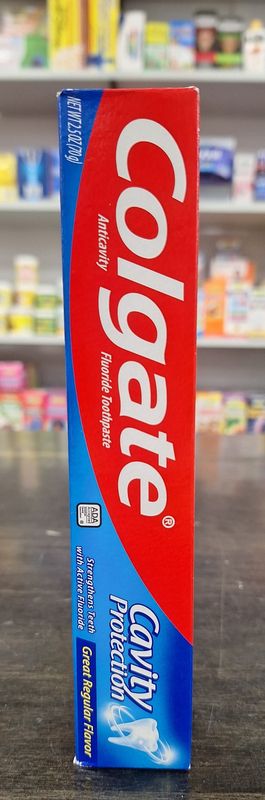 NET WT 2.5 OZ (70g)
Colgate®
Anticavity
Fluoride Toothpaste
ADA
Strengthens Teeth
with Active Fluoride
Cavity
Protection
Great Regular Flavor